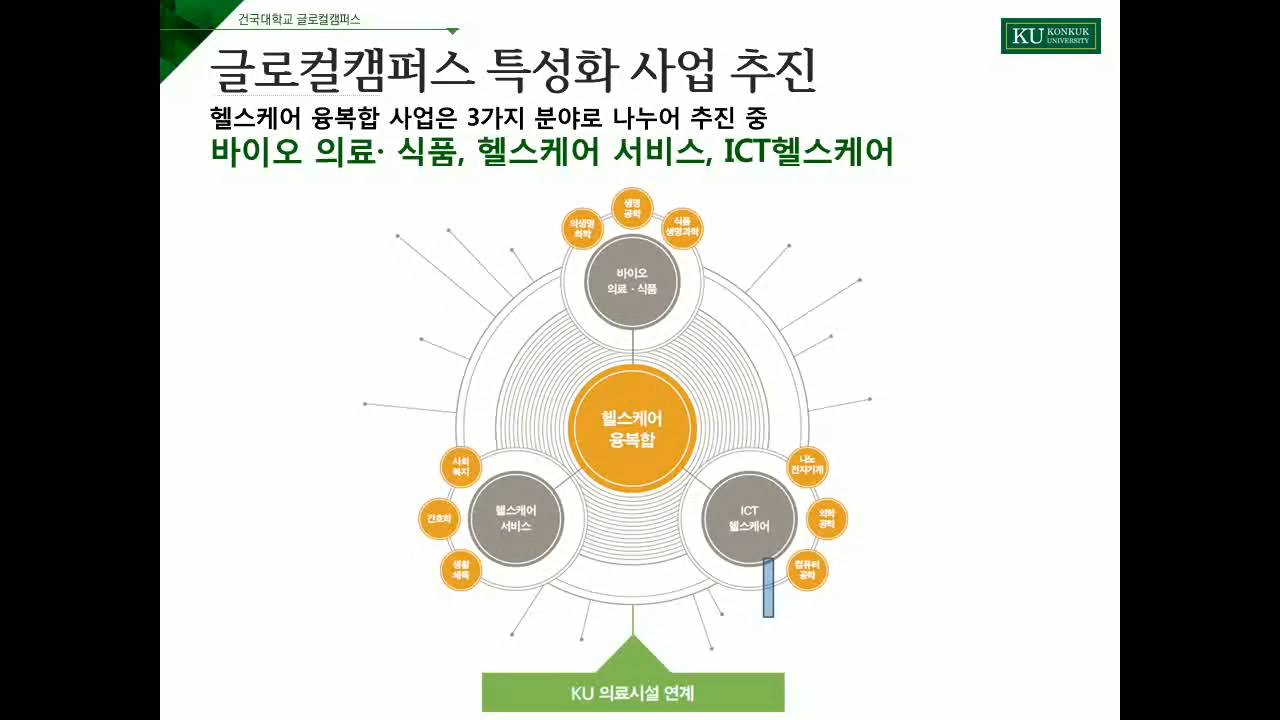 건국대학교 글로컬캠퍼스
KU KONKUK
UNIVERSITY
글로컬캠퍼스 특성화 사업 추진
헬스케어 융복합 사업은 3가지 분야로 나누어 추진 중
바이오 의료· 식품, 헬스케어 서비스, ICT헬스케어
생명
공학
의생명
화학
식품
생명과학
바이오
의료 · 식품
헬스케어
융복합
사회
복지
간호학
생활
체육
헬스케어
서비스
ICT
헬스케어
나노
전자기계
의학
공학
컴퓨터
공학
KU 의료시설 연계